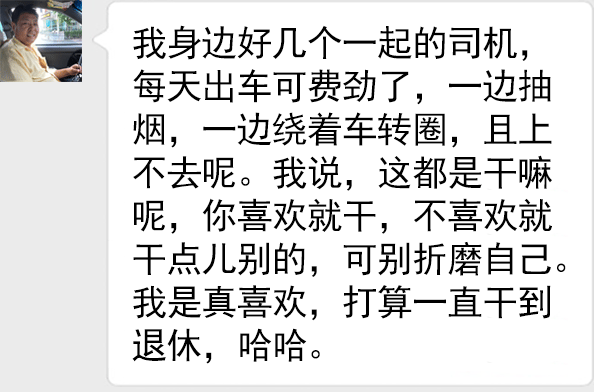 我身边好几个一起的司机，
每天出车可费劲了，一边抽
烟，一边绕着车转圈，且上
不去呢。我说，这都是干嘛
呢，你喜欢就干，不喜欢就
干点儿别的，可别折磨自己。
我是真喜欢，打算一直干到
退休，哈哈。